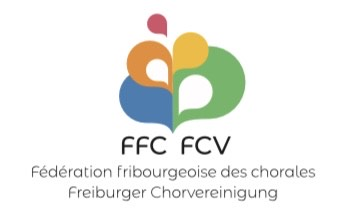 FFC FCV
Fédération fribourgeoise des chorales
Freiburger Chorvereinigung